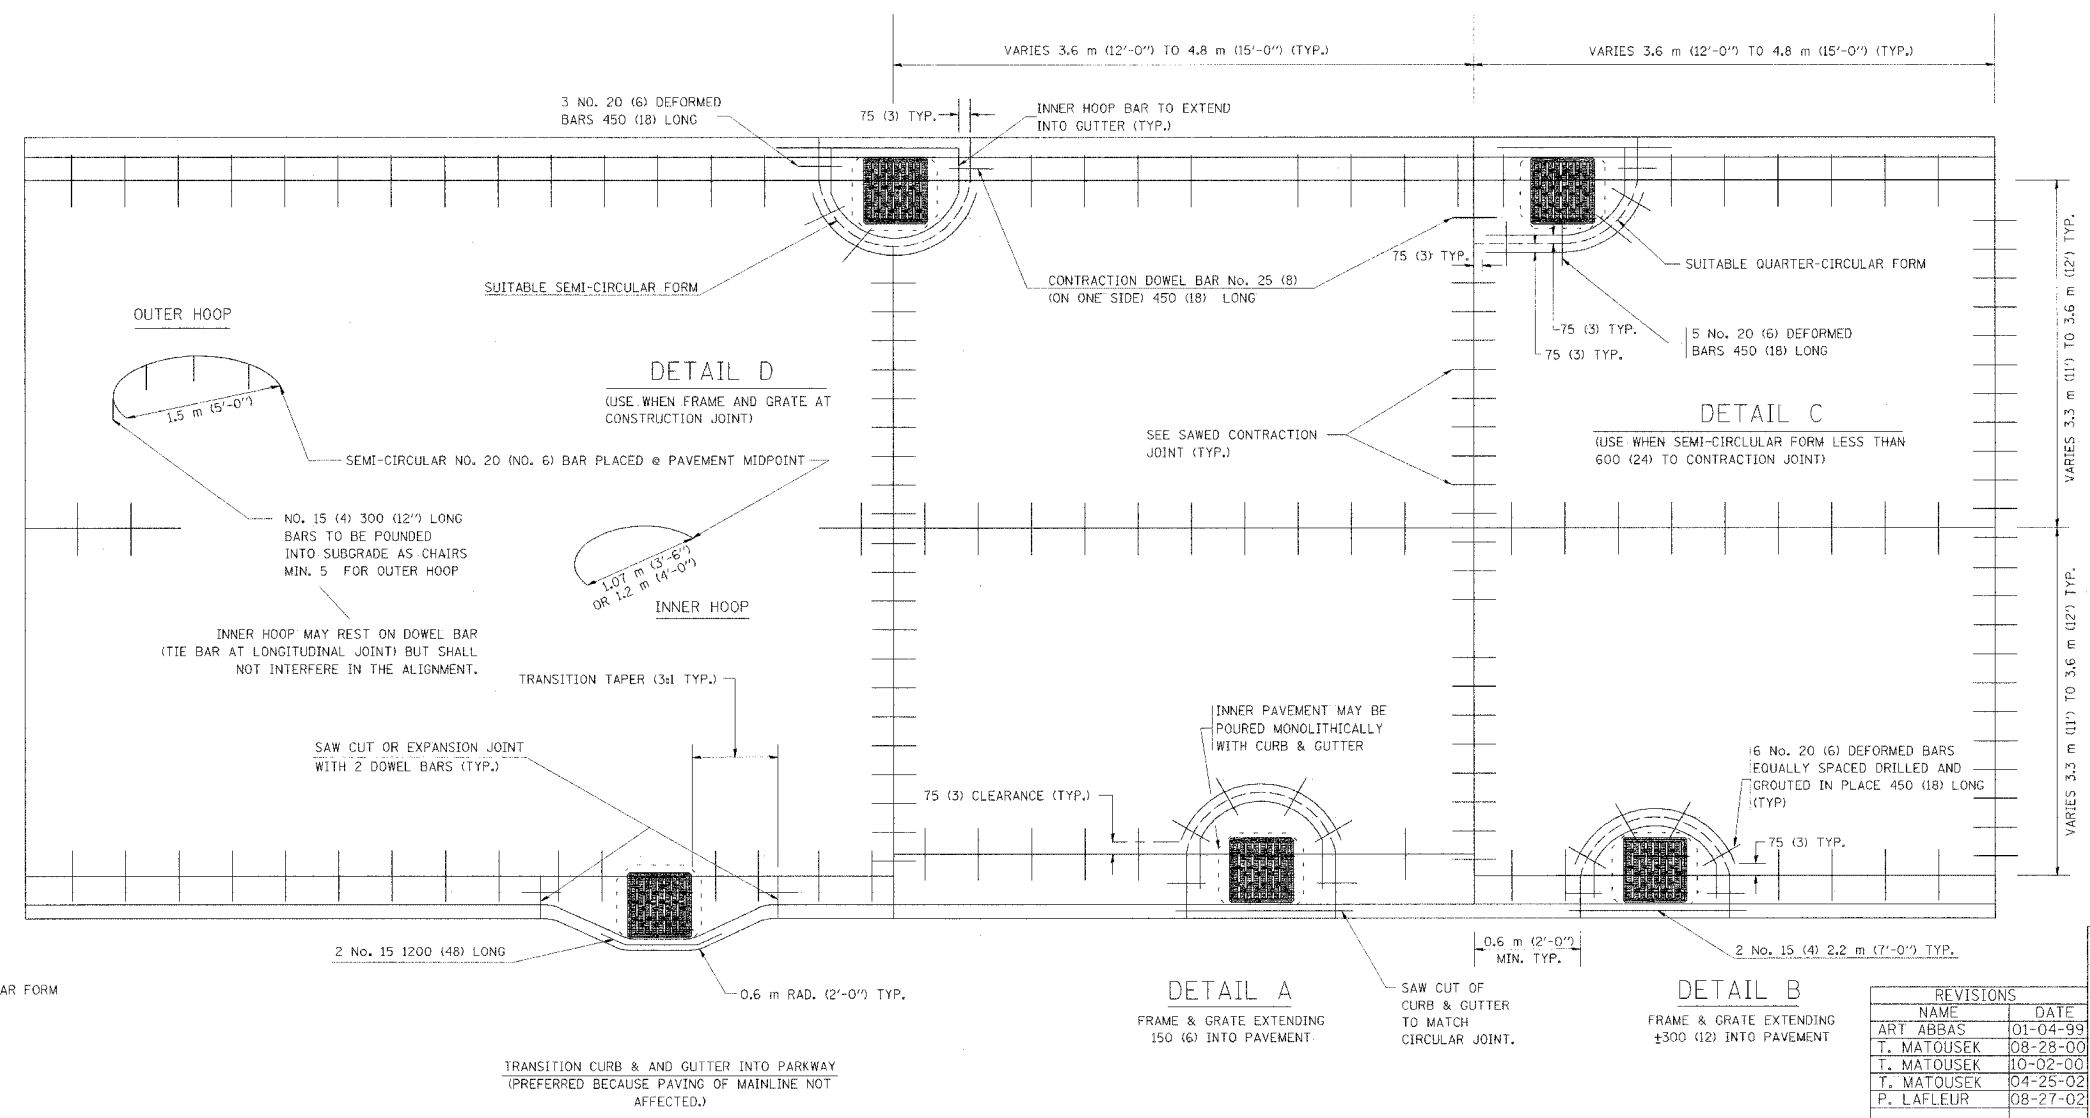 VARIES 3.6 m (12'-0") TO 4.8 m (15'-0") (TYP.)
VARIES 3.6 m (12'-0") TO 4.8 m (15'-0") (TYP.)
3 NO. 20 (6) DEFORMED
BARS 450 (18) LONG
75 (3) TYP.
INNER HOOP BAR TO EXTEND
INTO GUTTER (TYP.)
SUITABLE SEMI-CIRCULAR FORM
CONTRACTION DOWEL BAR No. 25 (8)
(ON ONE SIDE) 450 (18) LONG
75 (3) TYP.
SUITABLE QUARTER-CIRCULAR FORM
75 (3) TYP.
75 (3) TYP.
5 No. 20 (6) DEFORMED
BARS 450 (18) LONG
VARIES 3.3 m (11') TO 3.6 m (12') TYP.
OUTER HOOP
1.5 m (5'-0")
DETAIL D
(USE WHEN FRAME AND GRATE AT
CONSTRUCTION JOINT)
SEMI-CIRCULAR NO. 20 (NO. 6) BAR PLACED @ PAVEMENT MIDPOINT
SEE SAWED CONTRACTION
JOINT (TYP.)
DETAIL C
(USE WHEN SEMI-CIRCLULAR FORM LESS THAN
600 (24) TO CONTRACTION JOINT)
NO. 15 (4) 300 (12") LONG
BARS TO BE POUNDED
INTO SUBGRADE AS CHAIRS
MIN. 5 FOR OUTER HOOP
1.07 m (3'-6")
OR 1.2 m (4'-0")
INNER HOOP
INNER HOOP MAY REST ON DOWEL BAR
(TIE BAR AT LONGITUDINAL JOINT) BUT SHALL
NOT INTERFERE IN THE ALIGNMENT.
TRANSITION TAPER (3:1 TYP.)
VARIES 3.3 m (11') TO 3.6 m (12') TYP.
SAW CUT OR EXPANSION JOINT
WITH 2 DOWEL BARS (TYP.)
INNER PAVEMENT MAY BE
POURED MONOLITHICALLY
WITH CURB & GUTTER
75 (3) CLEARANCE (TYP.)
6 No. 20 (6) DEFORMED BARS
EQUALLY SPACED DRILLED AND
GROUTED IN PLACE 450 (18) LONG
(TYP)
75 (3) TYP.
2 No. 15 1200 (48) LONG
0.6 m RAD. (2'-0") TYP.
0.6 m (2'-0")
MIN. TYP.
2 No. 15 (4) 2.2 m (7'-0") TYP.
AR FORM
DETAIL A
FRAME & GRATE EXTENDING
150 (6) INTO PAVEMENT
SAW CUT OF
CURB & GUTTER
TO MATCH
CIRCULAR JOINT.
DETAIL B
FRAME & GRATE EXTENDING
±300 (12) INTO PAVEMENT
TRANSITION CURB & AND GUTTER INTO PARKWAY
(PREFERRED BECAUSE PAVING OF MAINLINE NOT
AFFECTED.)
REVISIONS
NAME DATE
ART ABBAS 01-04-99
T. MATOUSEK 08-28-00
T. MATOUSEK 10-02-00
T. MATOUSEK 04-25-02
P. LAFLEUR 08-27-02